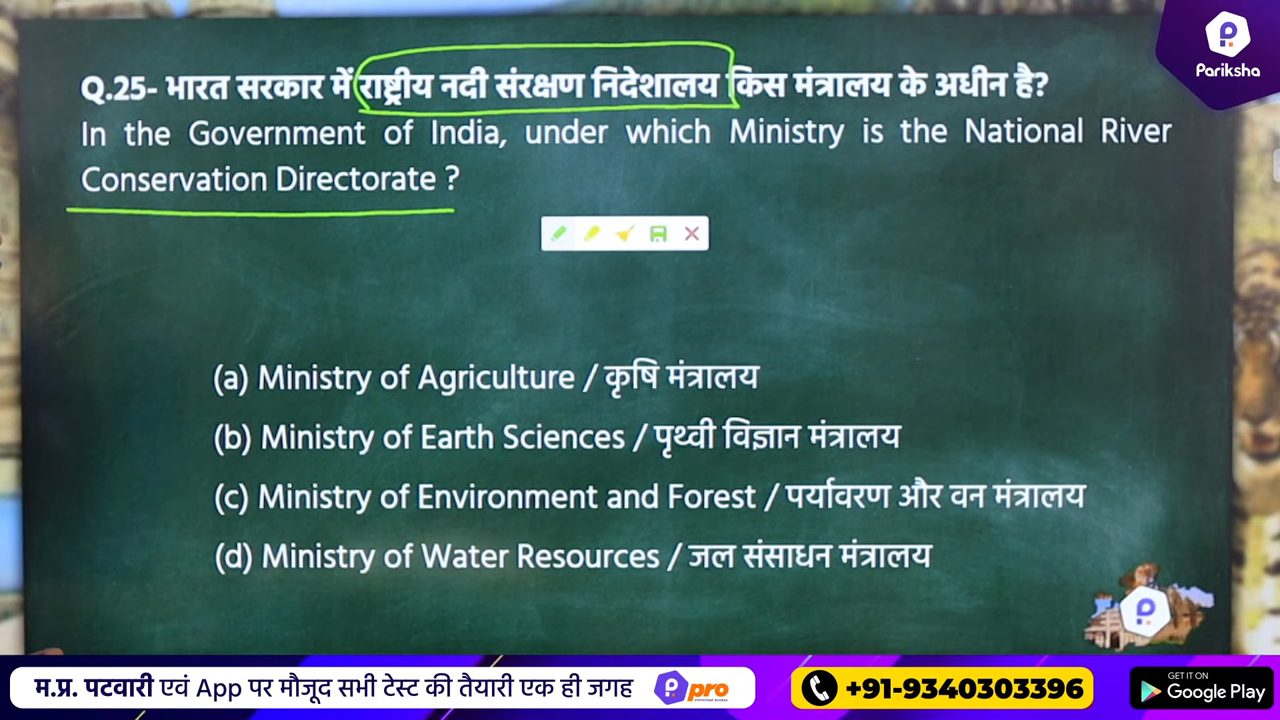 Pariksha
Q.25- भारत सरकार में राष्ट्रीय नदी संरक्षण निदेशालय किस मंत्रालय के अधीन है?
In the Government of India, under which Ministry is the National River
Conservation Directorate ?
(a) Ministry of Agriculture / कृषि मंत्रालय
(b) Ministry of Earth Sciences / पृथ्वी विज्ञान मंत्रालय
(c) Ministry of Environment and Forest / पर्यावरण और वन मंत्रालय
(d) Ministry of Water Resources / जल संसाधन मंत्रालय
म.प्र. पटवारी एवं App पर मौजूद सभी टेस्ट की तैयारी एक ही जगह
pro
+91-9340303396
GET IT ON
Google Play